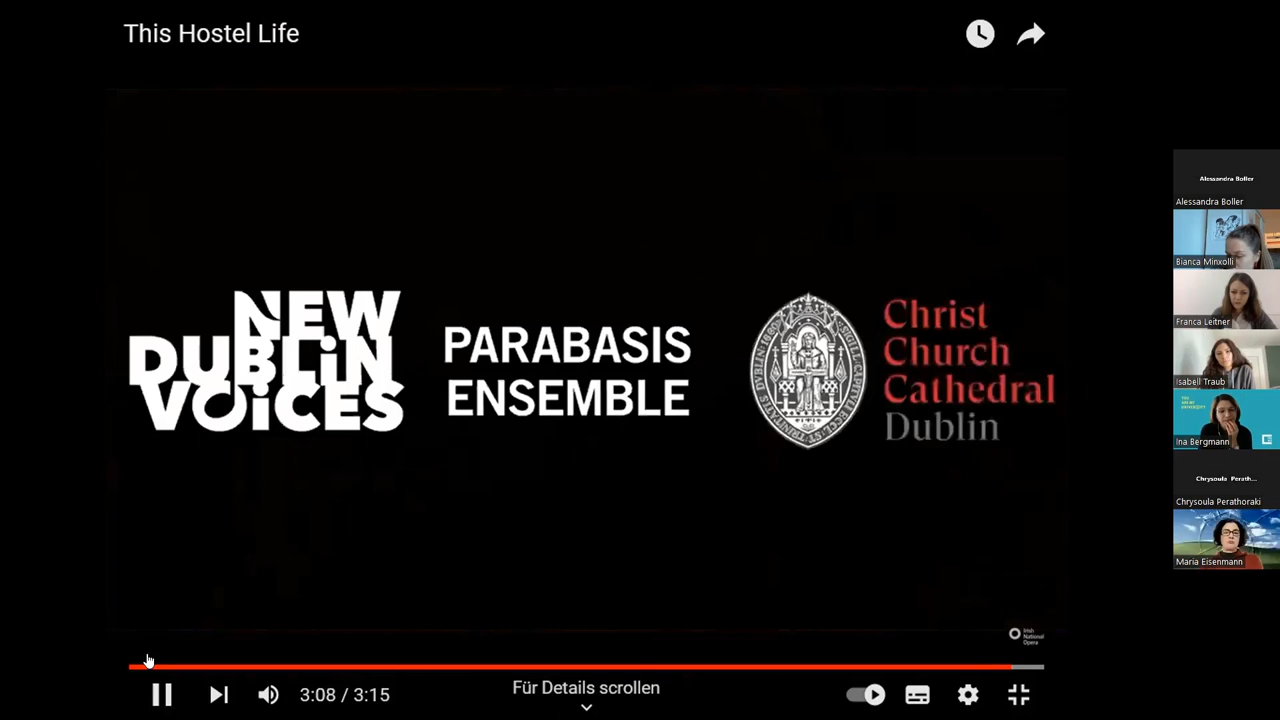 This Hostel Life
NEW
DUBLIN
VOICES
PARABASIS
ENSEMBLE
Christ
Church
Cathedral
Dublin
Irish
National
Opera
3:08 / 3:15
Für Details scrollen
Alessandra Boller
Alessandra Boller
Bianca Minxolli
Franca Leitner
Isabell Traub
Ina Bergmann
Chrysoula Perath...
Chrysoula Perathoraki
Maria Eisenmann